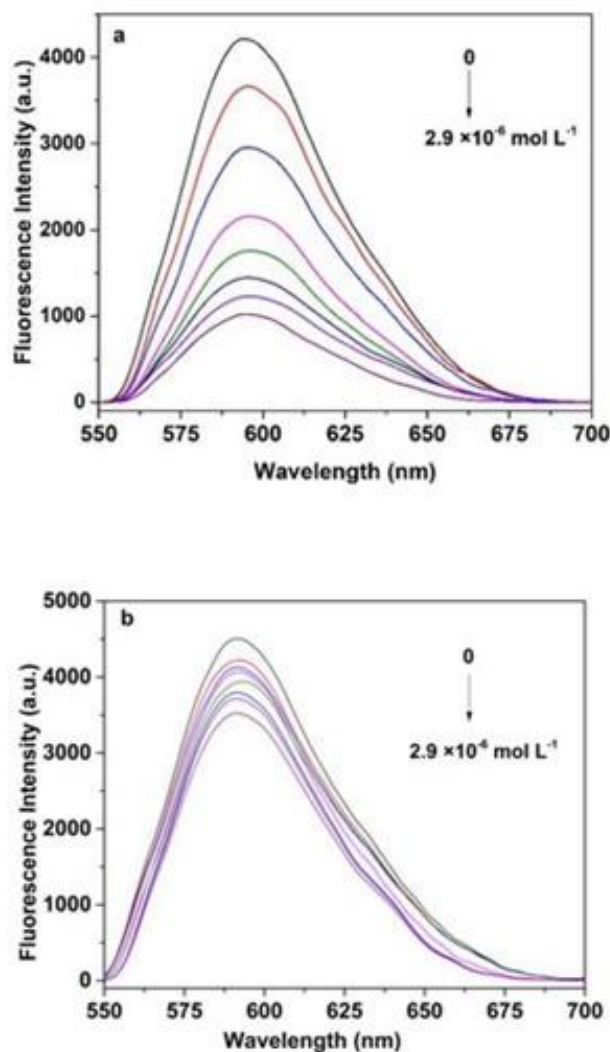 a
4000
3000
2000
1000
0
0
2.9 ×10⁻⁶ mol L⁻¹
Fluorescence Intensity (a.u.)
550 575 600 625 650 675 700
Wavelength (nm)
b
5000
4000
3000
2000
1000
0
0
2.9 ×10⁻⁶ mol L⁻¹
Fluorescence Intensity (a.u.)
550 575 600 625 650 675 700
Wavelength (nm)